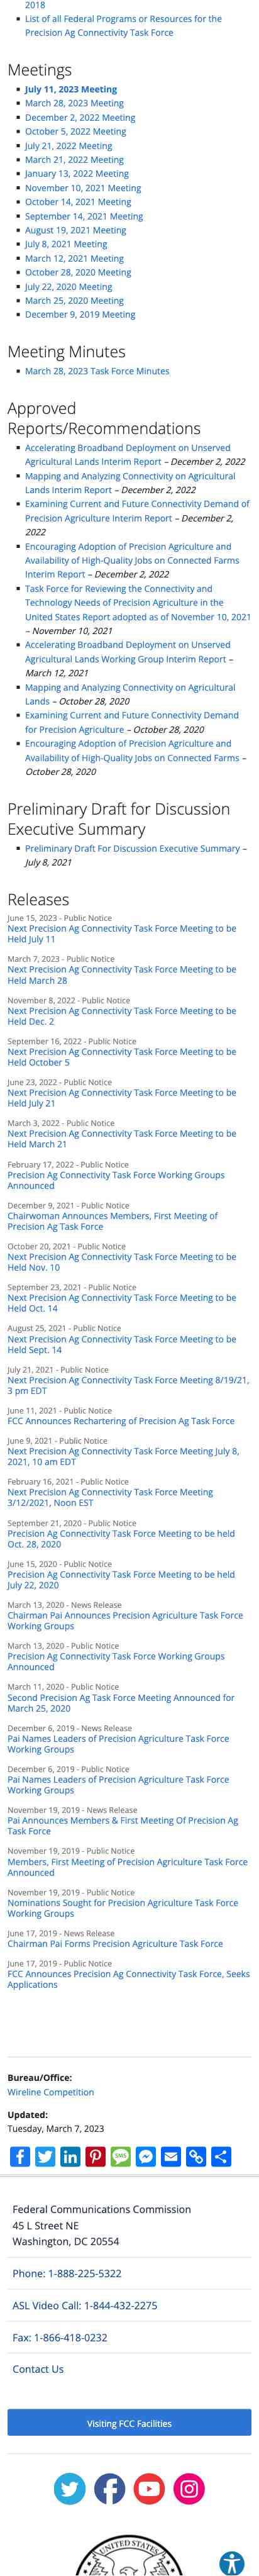 2018
List of all Federal Programs or Resources for the
Precision Ag Connectivity Task Force
Meetings
July 11, 2023 Meeting
March 28, 2023 Meeting
December 2, 2022 Meeting
October 5, 2022 Meeting
July 21, 2022 Meeting
March 21, 2022 Meeting
January 13, 2022 Meeting
November 10, 2021 Meeting
October 14, 2021 Meeting
September 14, 2021 Meeting
August 19, 2021 Meeting
July 8, 2021 Meeting
March 12, 2021 Meeting
October 28, 2020 Meeting
July 22, 2020 Meeting
March 25, 2020 Meeting
December 9, 2019 Meeting
Meeting Minutes
March 28, 2023 Task Force Minutes
Approved
Reports/Recommendations
Accelerating Broadband Deployment on Unserved
Agricultural Lands Interim Report – December 2, 2022
Mapping and Analyzing Connectivity on Agricultural
Lands Interim Report – December 2, 2022
Examining Current and Future Connectivity Demand of
Precision Agriculture Interim Report – December 2,
2022
Encouraging Adoption of Precision Agriculture and
Availability of High-Quality Jobs on Connected Farms
Interim Report – December 2, 2022
Task Force for Reviewing the Connectivity and
Technology Needs of Precision Agriculture in the
United States Report adopted as of November 10, 2021
– November 10, 2021
Accelerating Broadband Deployment on Unserved
Agricultural Lands Working Group Interim Report –
March 12, 2021
Mapping and Analyzing Connectivity on Agricultural
Lands – October 28, 2020
Examining Current and Future Connectivity Demand
for Precision Agriculture – October 28, 2020
Encouraging Adoption of Precision Agriculture and
Availability of High-Quality Jobs on Connected Farms –
October 28, 2020
Preliminary Draft for Discussion
Executive Summary
Preliminary Draft For Discussion Executive Summary –
July 8, 2021
Releases
June 15, 2023 - Public Notice
Next Precision Ag Connectivity Task Force Meeting to be
Held July 11
March 7, 2023 - Public Notice
Next Precision Ag Connectivity Task Force Meeting to be
Held March 28
November 8, 2022 - Public Notice
Next Precision Ag Connectivity Task Force Meeting to be
Held Dec. 2
September 16, 2022 - Public Notice
Next Precision Ag Connectivity Task Force Meeting to be
Held October 5
June 23, 2022 - Public Notice
Next Precision Ag Connectivity Task Force Meeting to be
Held July 21
March 3, 2022 - Public Notice
Next Precision Ag Connectivity Task Force Meeting to be
Held March 21
February 17, 2022 - Public Notice
Precision Ag Connectivity Task Force Working Groups
Announced
December 9, 2021 - Public Notice
Chairwoman Announces Members, First Meeting of
Precision Ag Task Force
October 20, 2021 - Public Notice
Next Precision Ag Connectivity Task Force Meeting to be
Held Nov. 10
September 23, 2021 - Public Notice
Next Precision Ag Connectivity Task Force Meeting to be
Held Oct. 14
August 25, 2021 - Public Notice
Next Precision Ag Connectivity Task Force Meeting to be
Held Sept. 14
July 21, 2021 - Public Notice
Next Precision Ag Connectivity Task Force Meeting 8/19/21,
3 pm EDT
June 11, 2021 - Public Notice
FCC Announces Rechartering of Precision Ag Task Force
June 9, 2021 - Public Notice
Next Precision Ag Connectivity Task Force Meeting July 8,
2021, 10 am EDT
February 16, 2021 - Public Notice
Next Precision Ag Connectivity Task Force Meeting
3/12/2021, Noon EST
September 21, 2020 - Public Notice
Precision Ag Connectivity Task Force Meeting to be held
Oct. 28, 2020
June 15, 2020 - Public Notice
Precision Ag Connectivity Task Force Meeting to be held
July 22, 2020
March 13, 2020 - News Release
Chairman Pai Announces Precision Agriculture Task Force
Working Groups
March 13, 2020 - Public Notice
Precision Ag Connectivity Task Force Working Groups
Announced
March 11, 2020 - Public Notice
Second Precision Ag Task Force Meeting Announced for
March 25, 2020
December 6, 2019 - News Release
Pai Names Leaders of Precision Agriculture Task Force
Working Groups
December 6, 2019 - Public Notice
Pai Names Leaders of Precision Agriculture Task Force
Working Groups
November 19, 2019 - News Release
Pai Announces Members & First Meeting Of Precision Ag
Task Force
November 19, 2019 - Public Notice
Members, First Meeting of Precision Agriculture Task Force
Announced
November 19, 2019 - Public Notice
Nominations Sought for Precision Agriculture Task Force
Working Groups
June 17, 2019 - News Release
Chairman Pai Forms Precision Agriculture Task Force
June 17, 2019 - Public Notice
FCC Announces Precision Ag Connectivity Task Force, Seeks
Applications
Bureau/Office:
Wireline Competition
Updated:
Tuesday, March 7, 2023
SMS
Federal Communications Commission
45 L Street NE
Washington, DC 20554
Phone: 1-888-225-5322
ASL Video Call: 1-844-432-2275
Fax: 1-866-418-0232
Contact Us
Visiting FCC Facilities